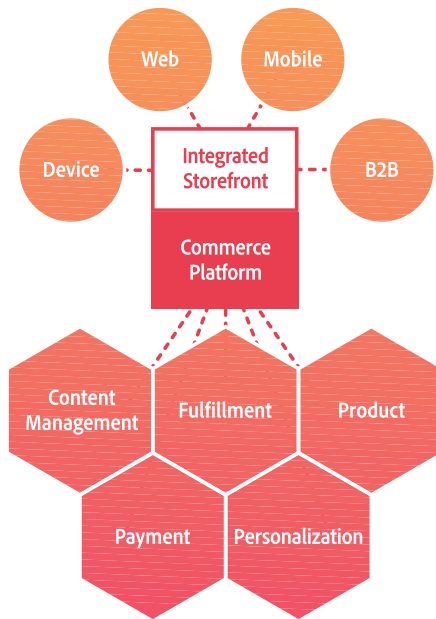 Web
Mobile
Device
Integrated
Storefront
B2B
Commerce
Platform
Content
Management
Fulfillment
Product
Payment
Personalization